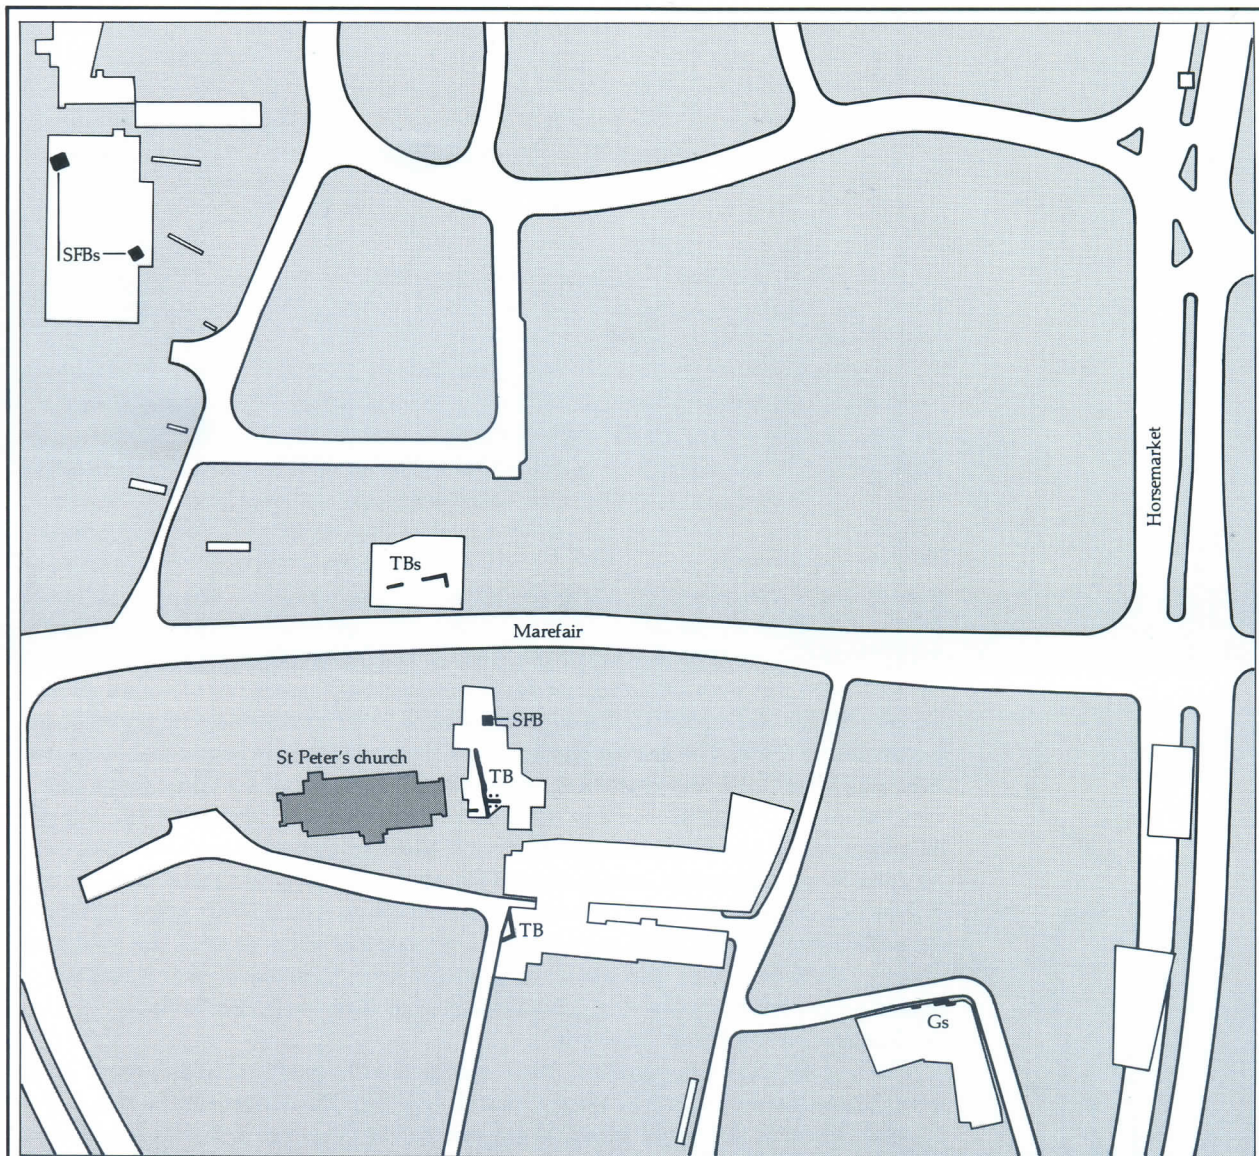 SFBs
Horsemarket
TBs
Marefair
SFB
St Peter's church
TB
TB
Gs